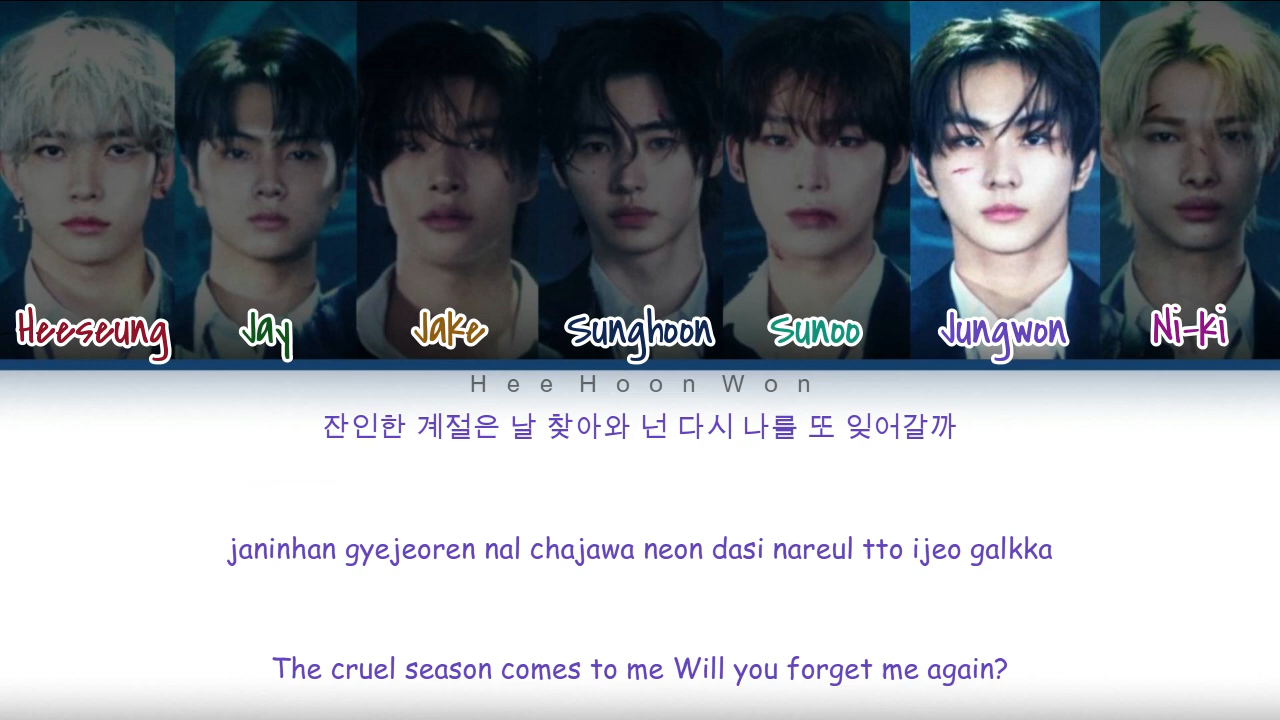 Heeseung Jay Jake Sunghoon Sunoo Jungwon Ni-ki
HeeHoonWon
잔인한 계절은 날 찾아와 넌 다시 나를 또 잊어갈까
janinhan gyejeoren nal chajawa neon dasi nareul tto ijeo galkka
The cruel season comes to me Will you forget me again?